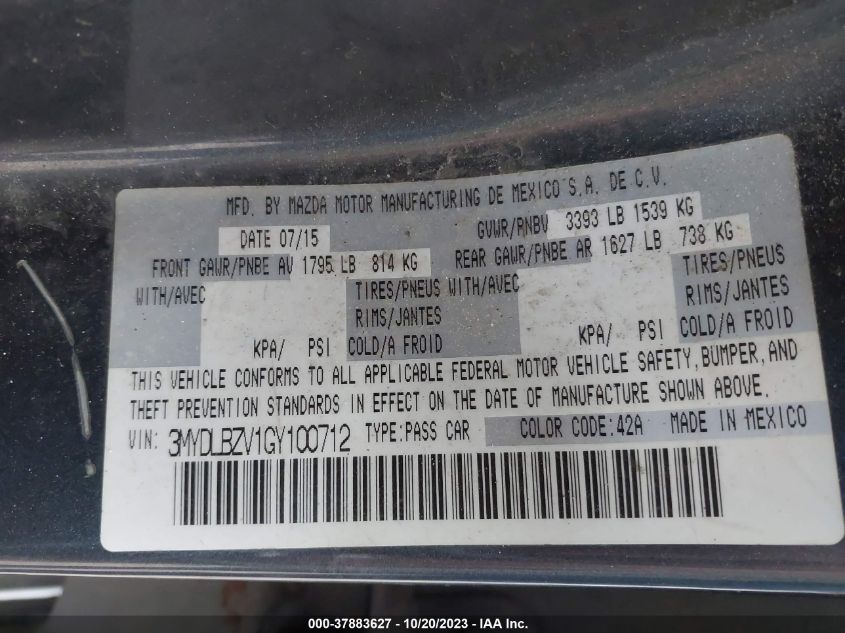 MFD. BY MAZDA MOTOR MANUFACTURING DE MEXICO S.A. DE C.V.
DATE 07/15 GVWR/PNBV 3393 LB 1539 KG
FRONT GAWR/PNBE AV 1795 LB 814 KG REAR GAWR/PNBE AR 1627 LB 738 KG
WITH/AVEC TIRES/PNEUS WITH/AVEC TIRES/PNEUS
RIMS/JANTES RIMS/JANTES
KPA/ PSI COLD/A FROID KPA/ PSI COLD/A FROID
THIS VEHICLE CONFORMS TO ALL APPLICABLE FEDERAL MOTOR VEHICLE SAFETY, BUMPER, AND
THEFT PREVENTION STANDARDS IN EFFECT ON THE DATE OF MANUFACTURE SHOWN ABOVE.
VIN: 3MYDLBZV1GY100712 TYPE:PASS CAR COLOR CODE:42A MADE IN MEXICO
000-37883627 - 10/20/2023 - IAA Inc.